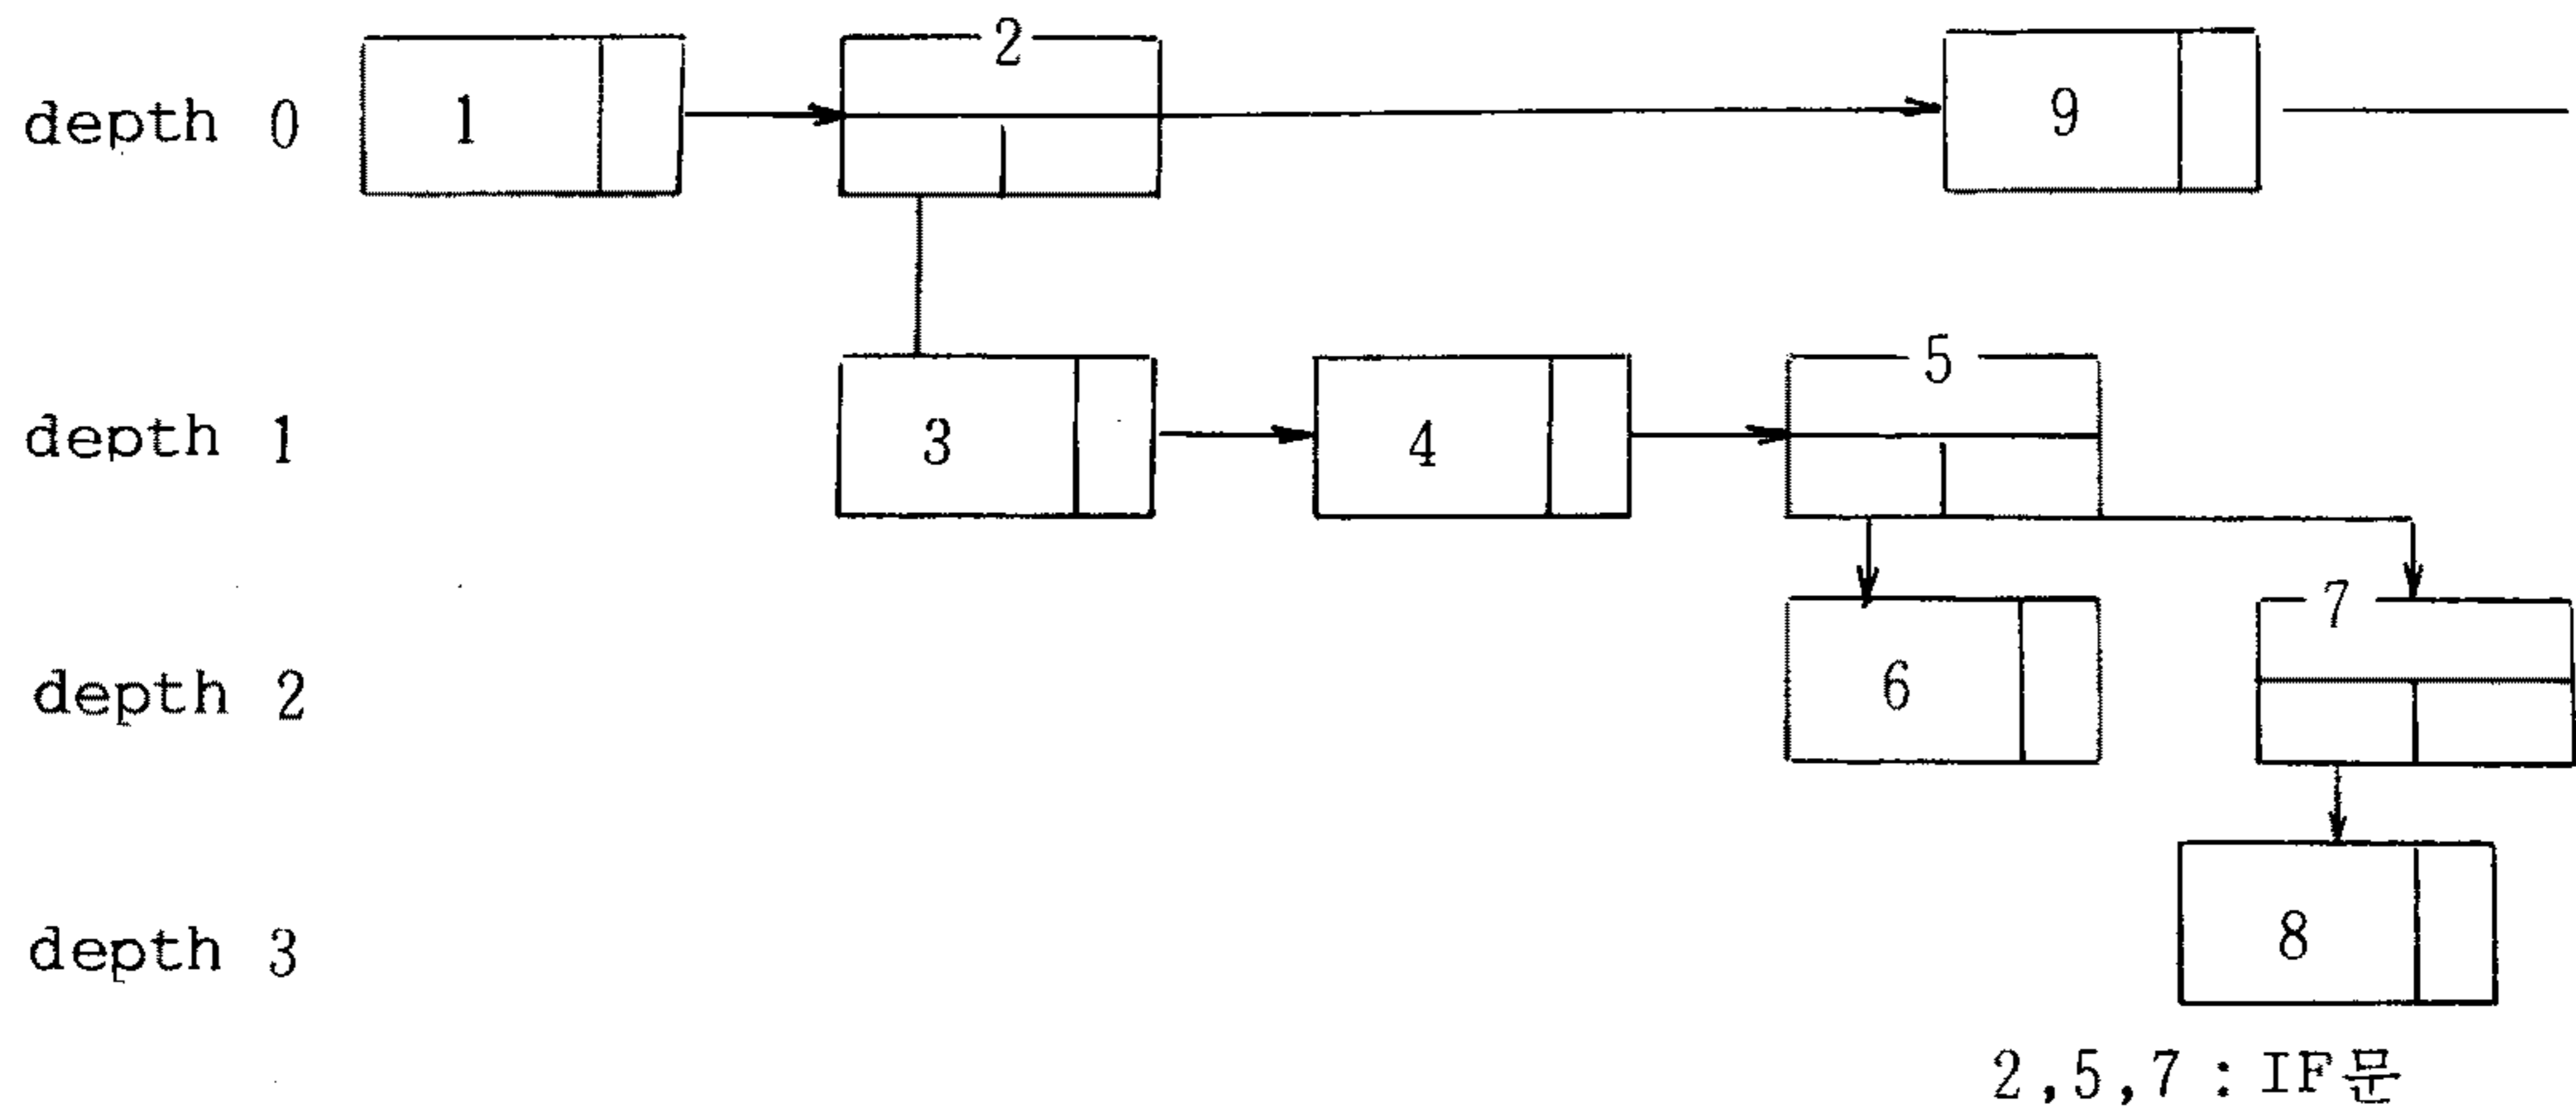 depth 0 1 2 9
depth 1 3 4 5
depth 2 6 7
depth 3 8
2,5,7 : IF문